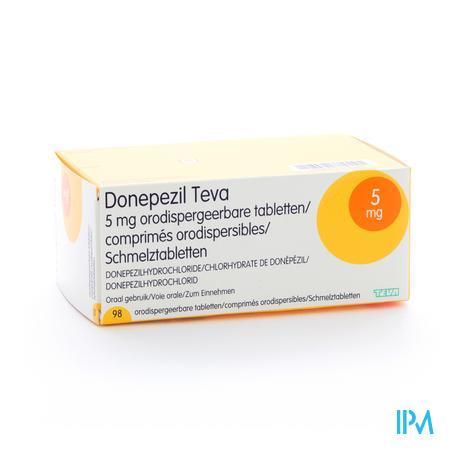 Donepezil Teva
5 mg orodispergeerbare tabletten/
comprimés orodispersibles/
Schmelztabletten
DONEPEZILHYDROCHLORIDE/CHLORHYDRATE DE DONÉPÉZIL/
DONEPEZILHYDROCHLORID
Oraal gebruik/Voie orale/Zum Einnehmen
98 orodispergeerbare tabletten/comprimés orodispersibles/Schmelztabletten
5
mg
TEVA
IPM